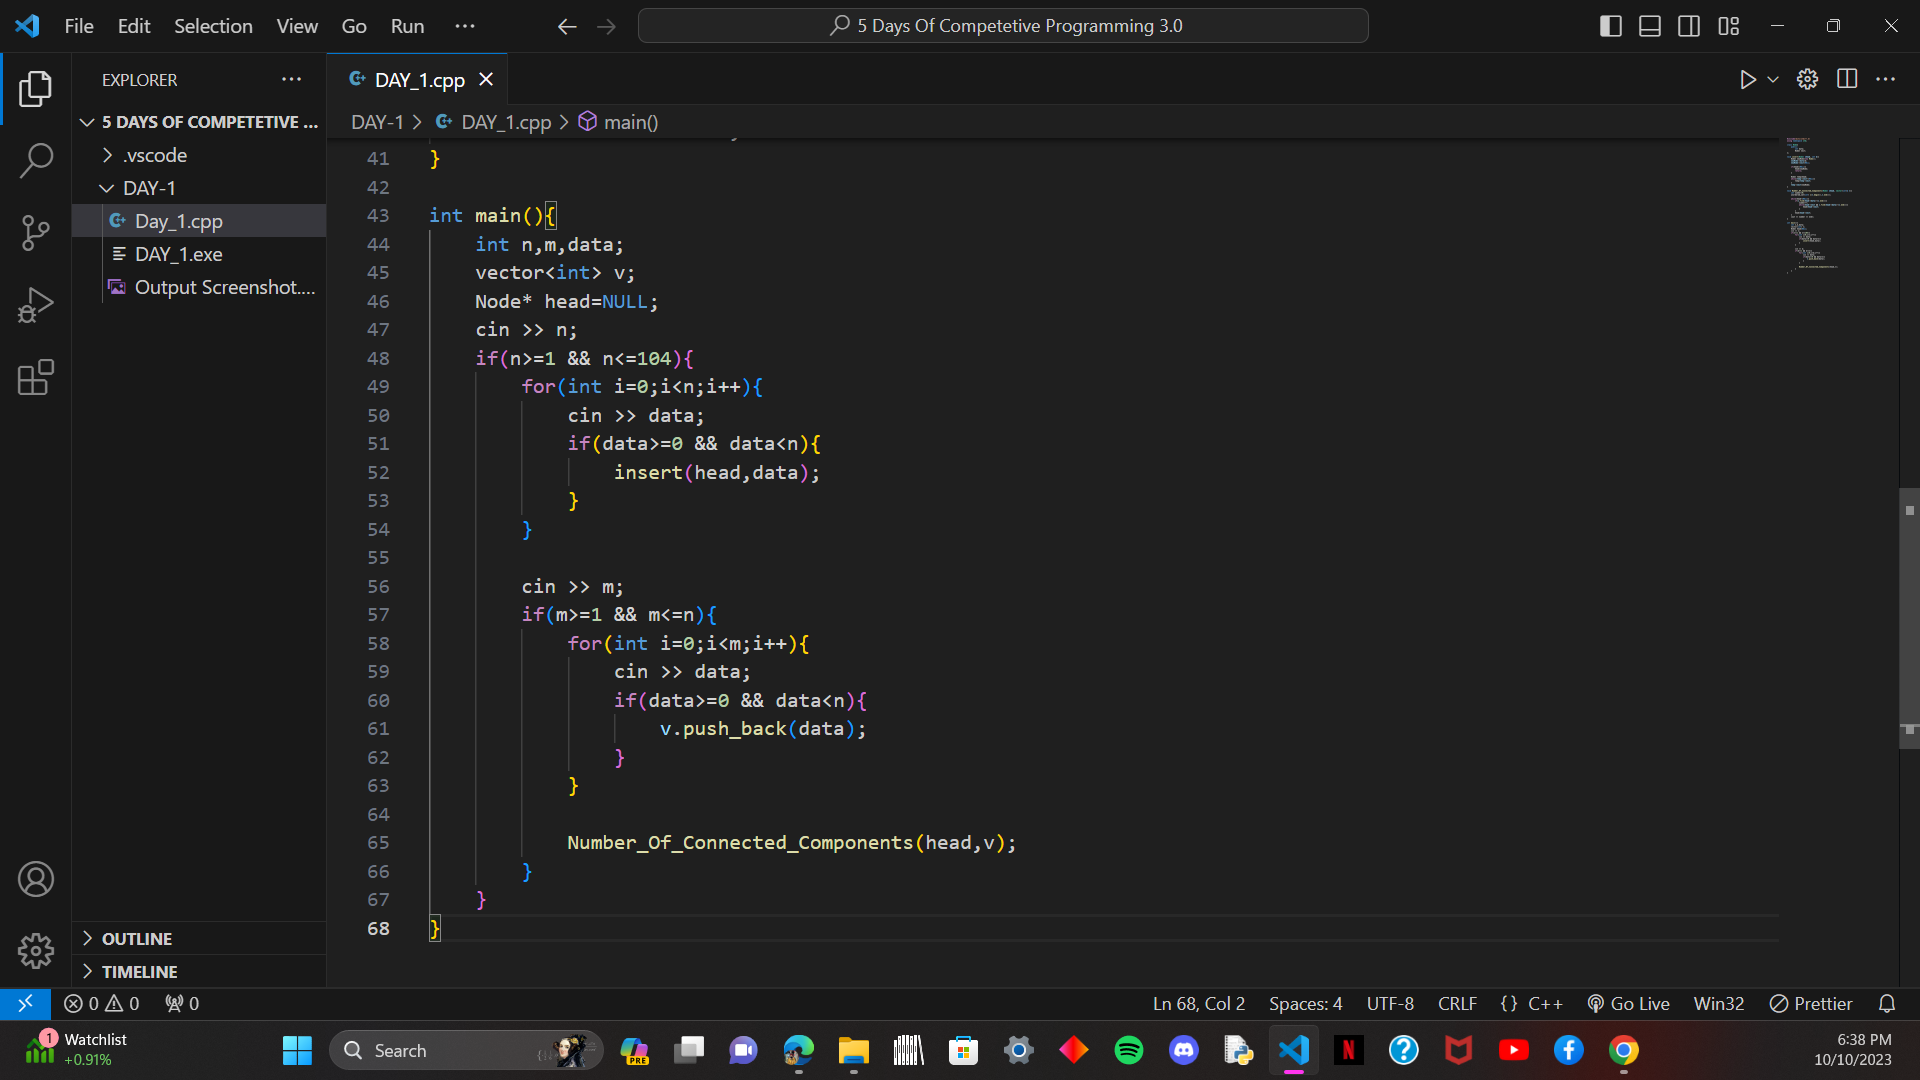 File Edit Selection View Go Run ···
5 Days Of Competetive Programming 3.0
EXPLORER
5 DAYS OF COMPETETIVE ...
.vscode
DAY-1
Day_1.cpp
DAY_1.exe
Output Screenshot....
OUTLINE
TIMELINE
DAY_1.cpp
DAY-1 > DAY_1.cpp > main()
41 }
42
43 int main(){
44     int n,m,data;
45     vector<int> v;
46     Node* head=NULL;
47     cin >> n;
48     if(n>=1 && n<=104){
49         for(int i=0;i<n;i++){
50             cin >> data;
51             if(data>=0 && data<n){
52                 insert(head,data);
53             }
54         }
55
56         cin >> m;
57         if(m>=1 && m<=n){
58             for(int i=0;i<m;i++){
59                 cin >> data;
60                 if(data>=0 && data<n){
61                     v.push_back(data);
62                 }
63             }
64
65             Number_Of_Connected_Components(head,v);
66         }
67     }
68 }
0 0 0
Ln 68, Col 2 Spaces: 4 UTF-8 CRLF {} C++ Go Live Win32 Prettier
1
Watchlist
+0.91%
Search
PRE
N
?
6:38 PM
10/10/2023